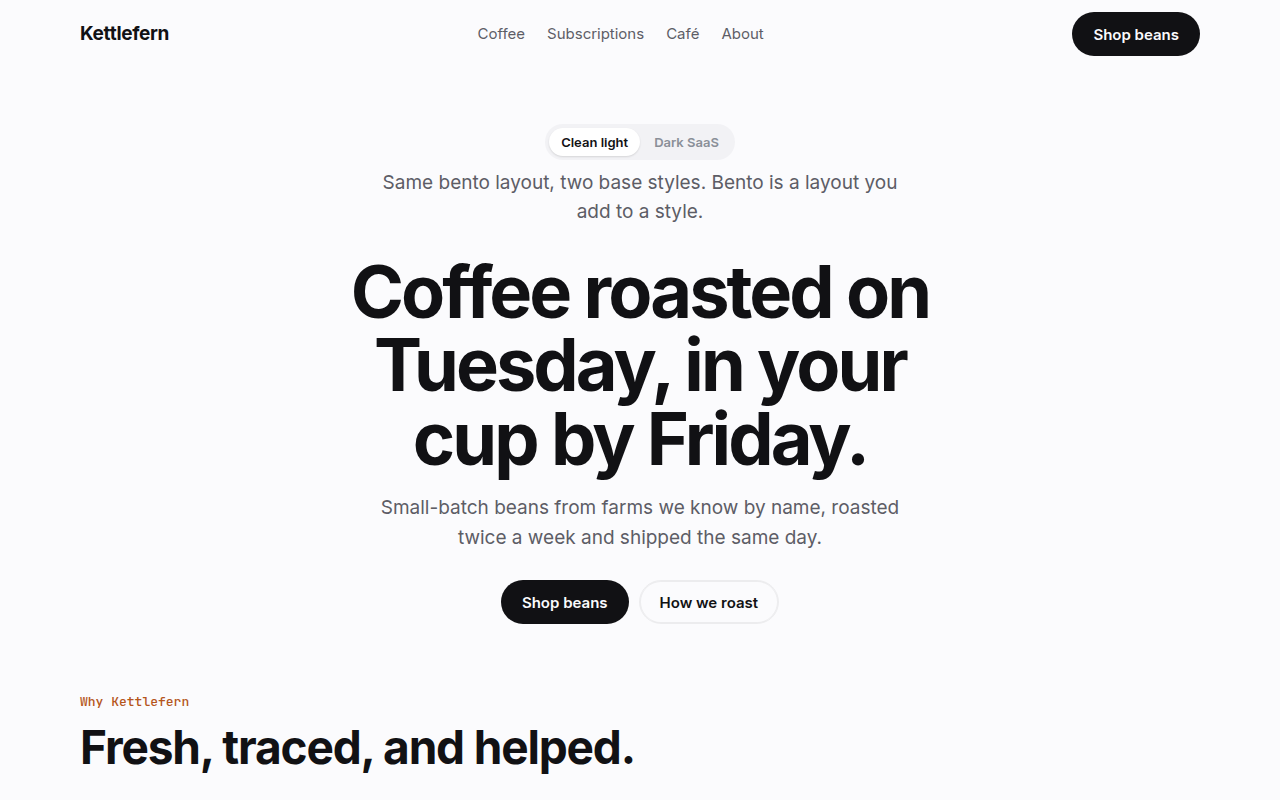 Kettlefern
Coffee Subscriptions Café About
Shop beans
Clean light Dark SaaS
Same bento layout, two base styles. Bento is a layout you
add to a style.
Coffee roasted on
Tuesday, in your
cup by Friday.
Small-batch beans from farms we know by name, roasted
twice a week and shipped the same day.
Shop beans How we roast
Why Kettlefern
Fresh, traced, and helped.